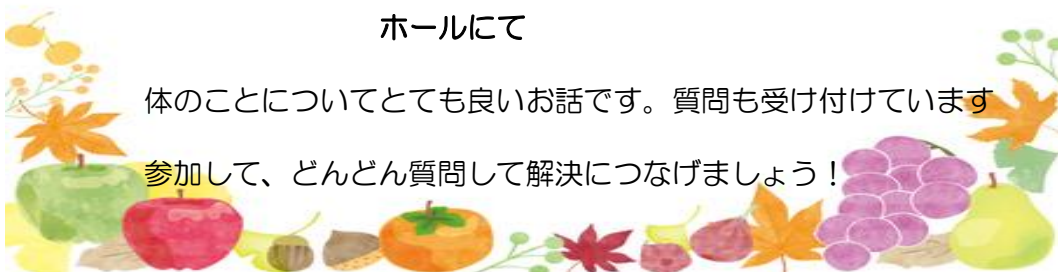 ホールにて
体のことについてとても良いお話です。質問も受け付けています
参加して、どんどん質問して解決につなげましょう！